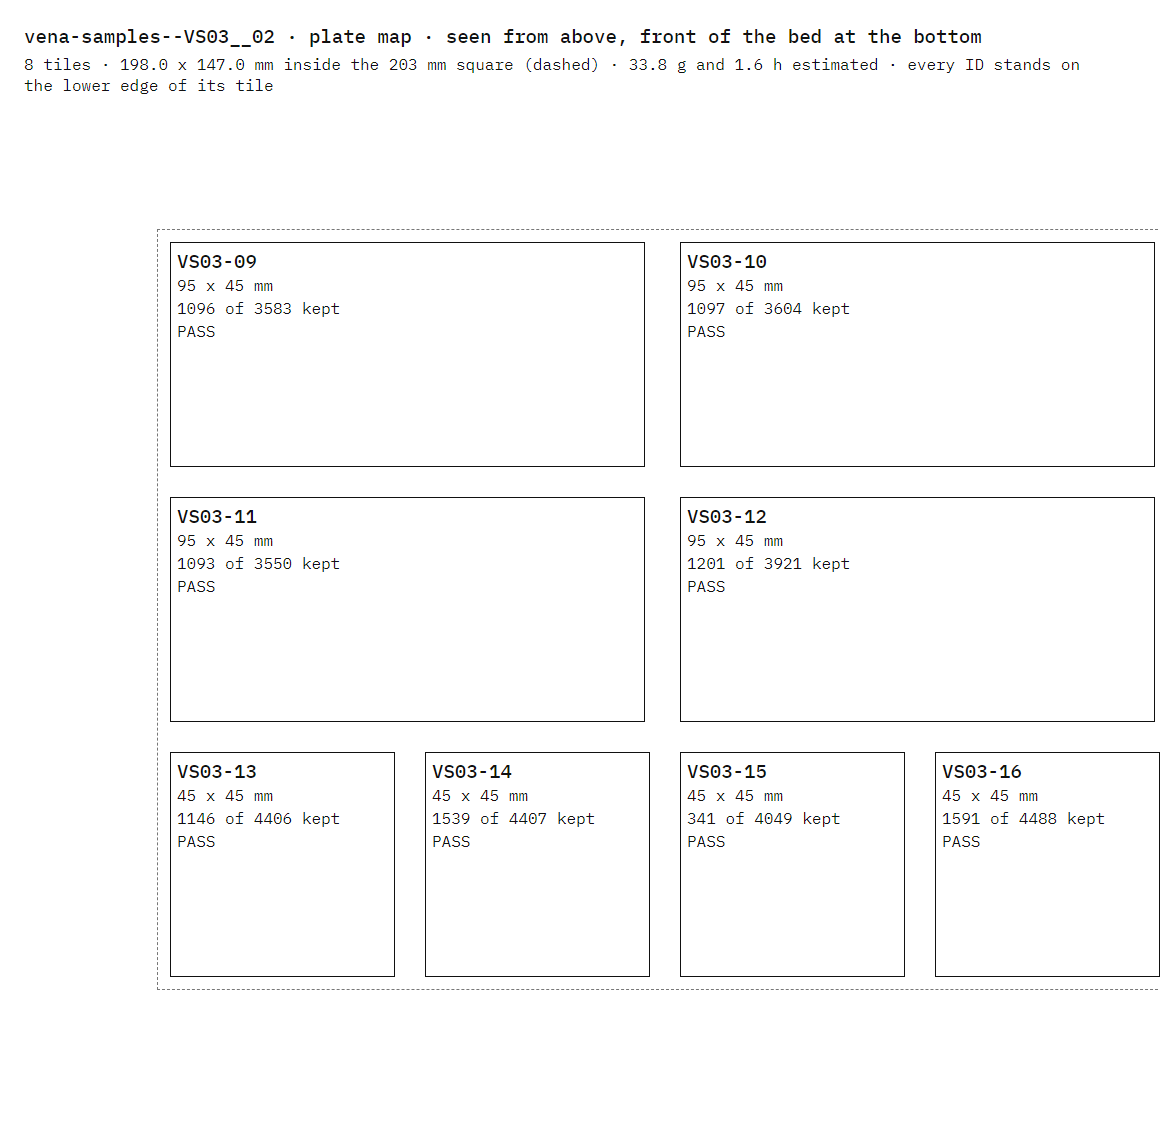 vena-samples--VS03__02 · plate map · seen from above, front of the bed at the bottom
8 tiles · 198.0 x 147.0 mm inside the 203 mm square (dashed) · 33.8 g and 1.6 h estimated · every ID stands on
the lower edge of its tile
VS03-09
95 x 45 mm
1096 of 3583 kept
PASS
VS03-10
95 x 45 mm
1097 of 3604 kept
PASS
VS03-11
95 x 45 mm
1093 of 3550 kept
PASS
VS03-12
95 x 45 mm
1201 of 3921 kept
PASS
VS03-13
45 x 45 mm
1146 of 4406 kept
PASS
VS03-14
45 x 45 mm
1539 of 4407 kept
PASS
VS03-15
45 x 45 mm
341 of 4049 kept
PASS
VS03-16
45 x 45 mm
1591 of 4488 kept
PASS